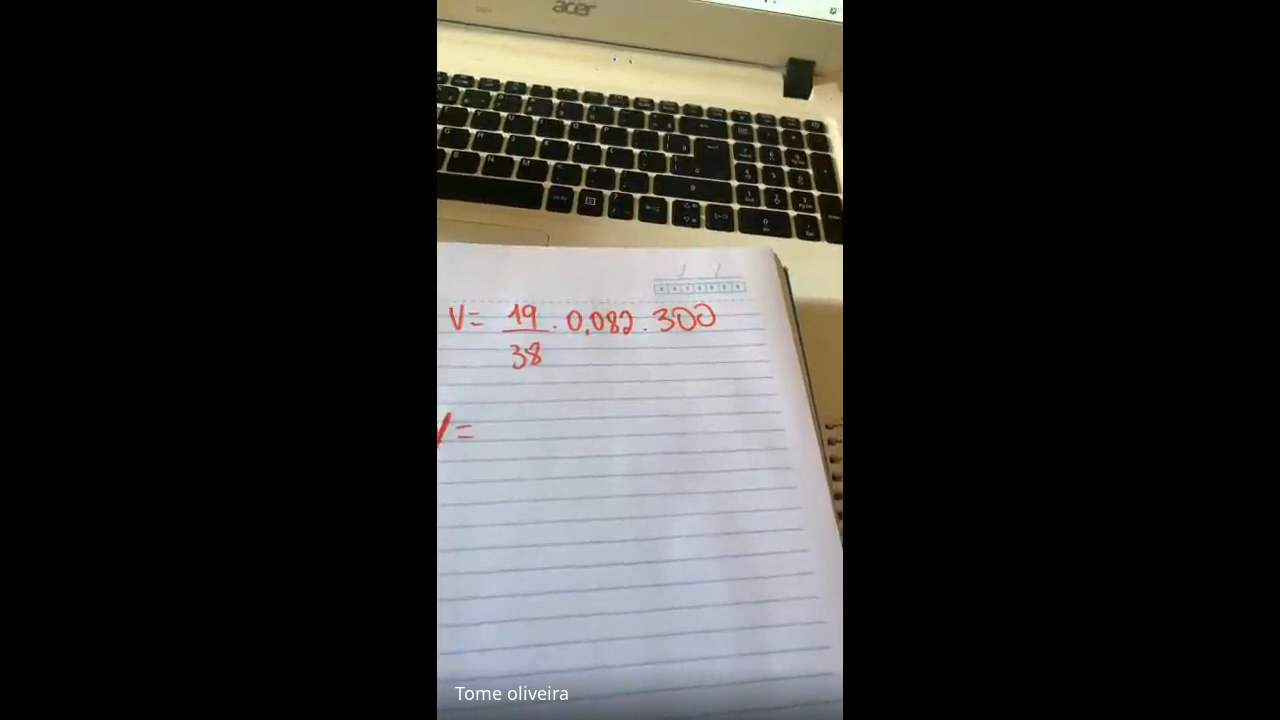 acer
V= 19/38 . 0,082 . 300
V=
Tome oliveira